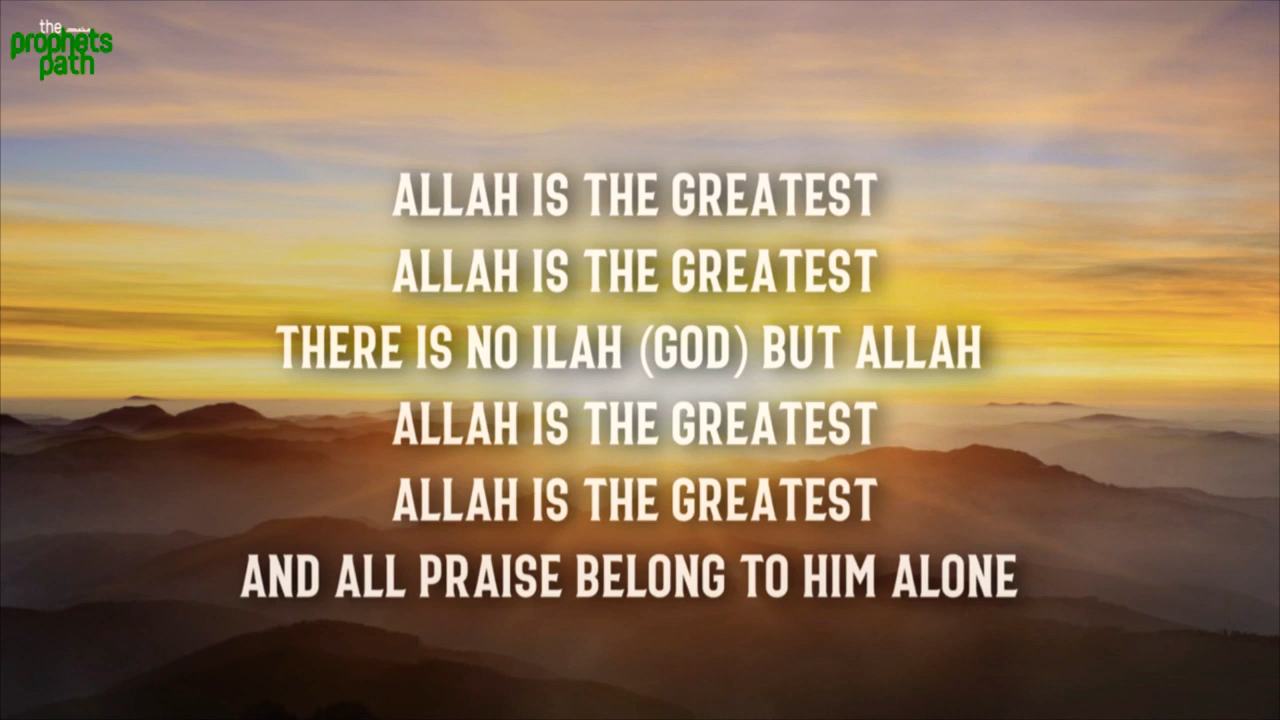 the
prophets
path
ALLAH IS THE GREATEST
ALLAH IS THE GREATEST
THERE IS NO ILAH (GOD) BUT ALLAH
ALLAH IS THE GREATEST
ALLAH IS THE GREATEST
AND ALL PRAISE BELONG TO HIM ALONE